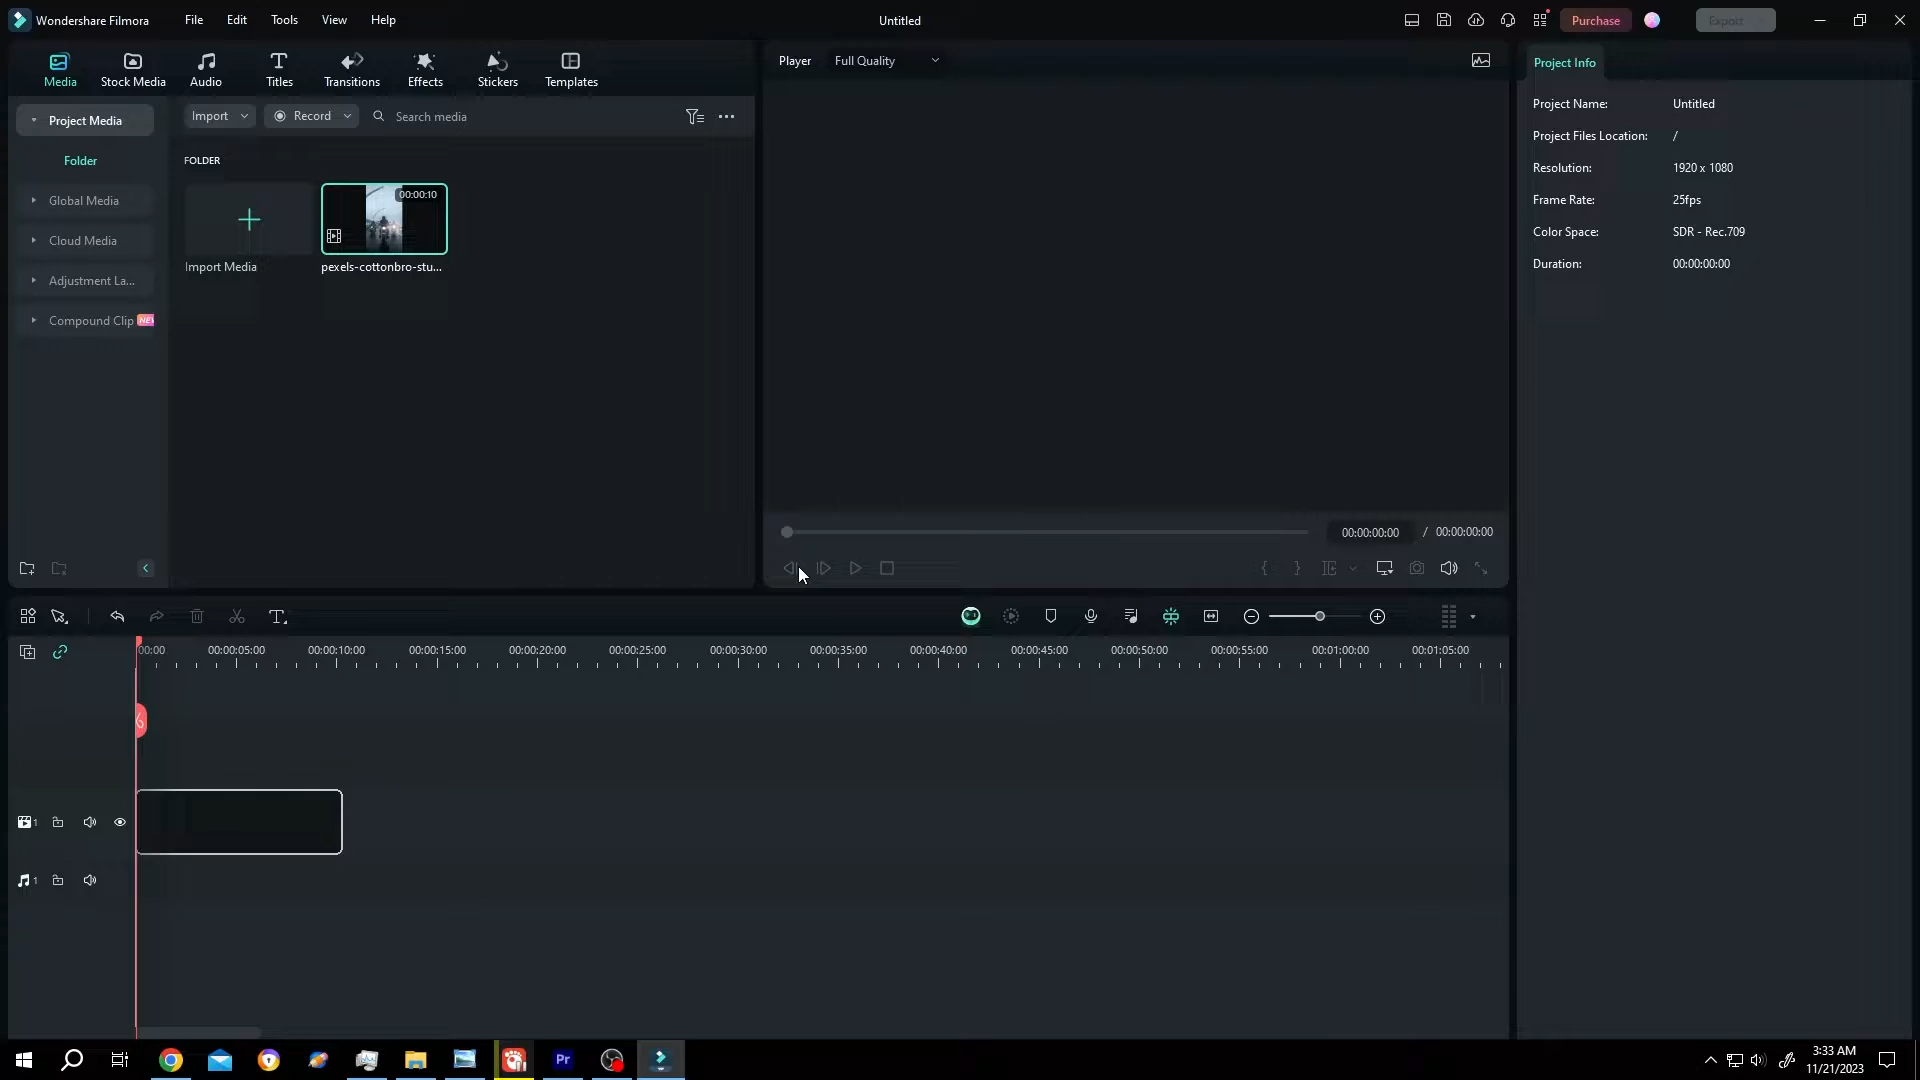 Wondershare Filmora
File
Edit
Tools
View
Help
Untitled
Purchase
Export
Media
Stock Media
Audio
Titles
Transitions
Effects
Stickers
Templates
Player
Full Quality
Project Info
Project Media
Import
Record
Search media
Project Name:
Untitled
Folder
FOLDER
Project Files Location:
/
Global Media
00:00:10
Resolution:
1920 x 1080
Cloud Media
Frame Rate:
25fps
Adjustment La...
Import Media
pexels-cottonbro-stu...
Color Space:
SDR - Rec.709
Compound Clip
NEW
Duration:
00:00:00:00
00:00:00:00 / 00:00:00:00
00:00
00:00:05:00
00:00:10:00
00:00:15:00
00:00:20:00
00:00:25:00
00:00:30:00
00:00:35:00
00:00:40:00
00:00:45:00
00:00:50:00
00:00:55:00
00:01:00:00
00:01:05:00
1
1
Pr
3:33 AM
11/21/2023